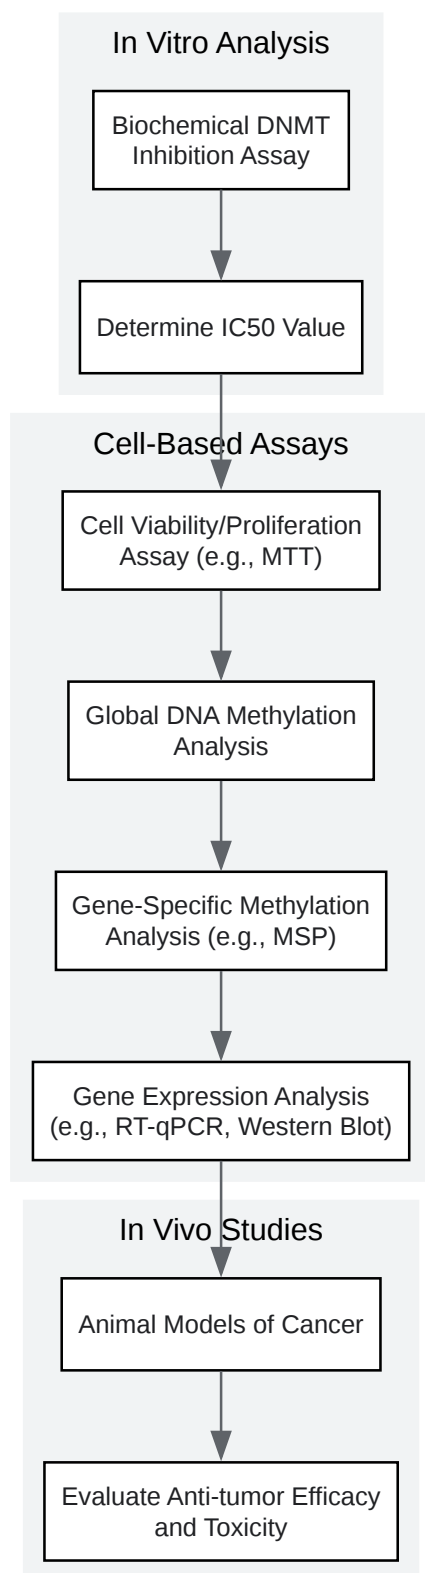 In Vitro Analysis
Biochemical DNMT
Inhibition Assay
Determine IC50 Value
Cell-Based Assays
Cell Viability/Proliferation
Assay (e.g., MTT)
Global DNA Methylation
Analysis
Gene-Specific Methylation
Analysis (e.g., MSP)
Gene Expression Analysis
(e.g., RT-qPCR, Western Blot)
In Vivo Studies
Animal Models of Cancer
Evaluate Anti-tumor Efficacy
and Toxicity